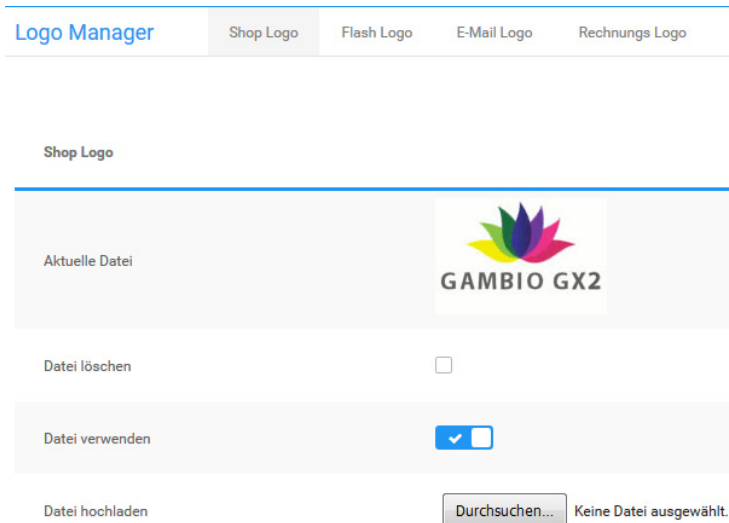 Logo Manager Shop Logo Flash Logo E-Mail Logo Rechnungs Logo
Shop Logo
Aktuelle Datei
GAMBIO GX2
Datei löschen
Datei verwenden
Datei hochladen Durchsuchen... Keine Datei ausgewählt.